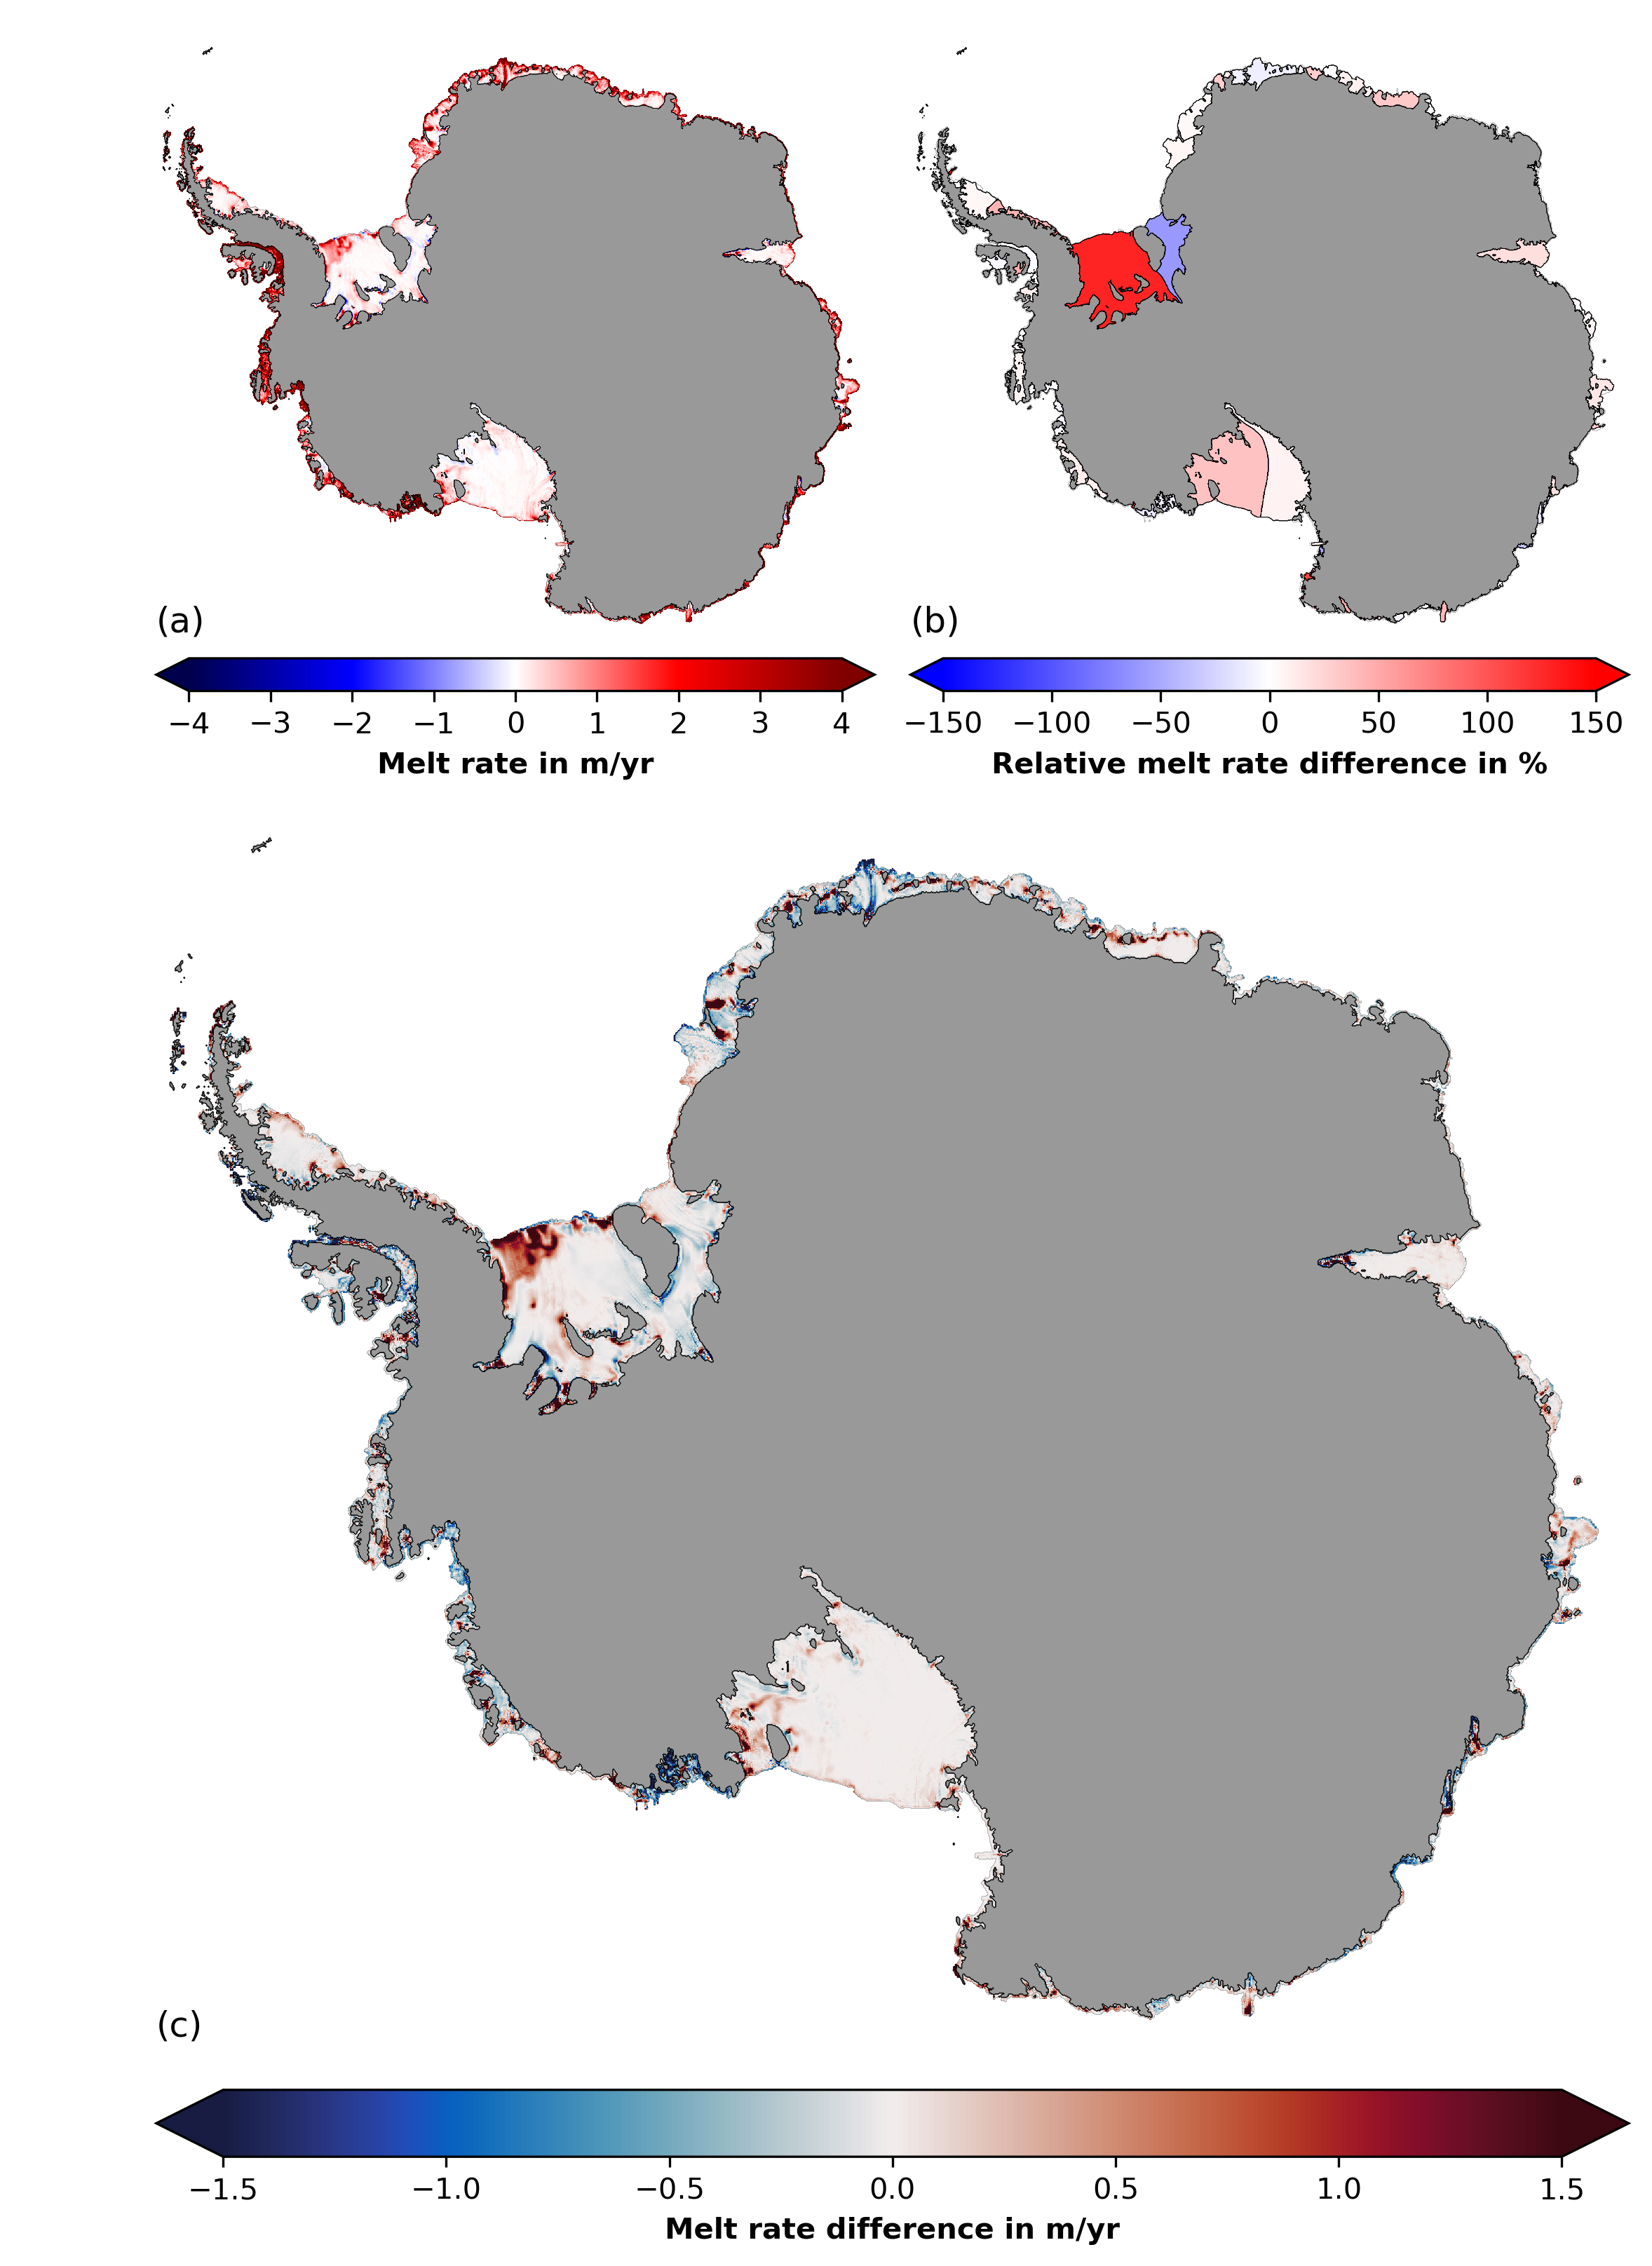 (a)
(b)
−4 −3 −2 −1 0 1 2 3 4
Melt rate in m/yr
−150 −100 −50 0 50 100 150
Relative melt rate difference in %
(c)
−1.5 −1.0 −0.5 0.0 0.5 1.0 1.5
Melt rate difference in m/yr